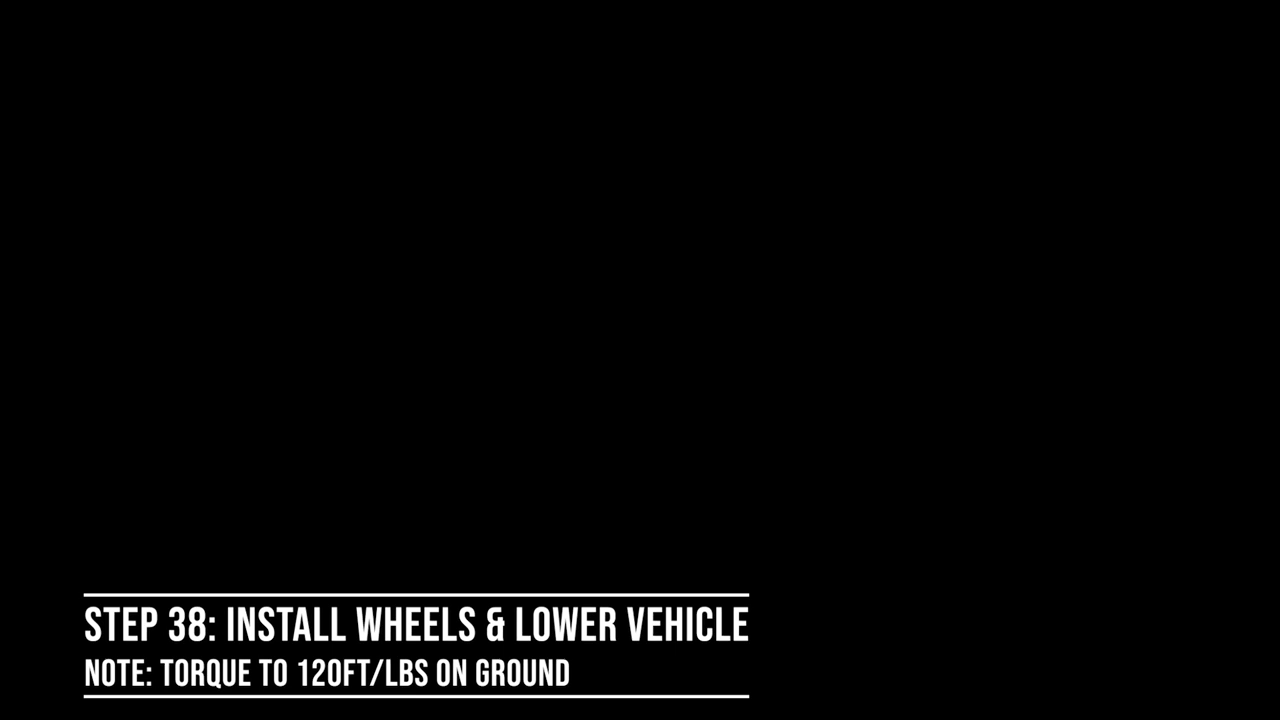 STEP 38: INSTALL WHEELS & LOWER VEHICLE
NOTE: TORQUE TO 120FT/LBS ON GROUND